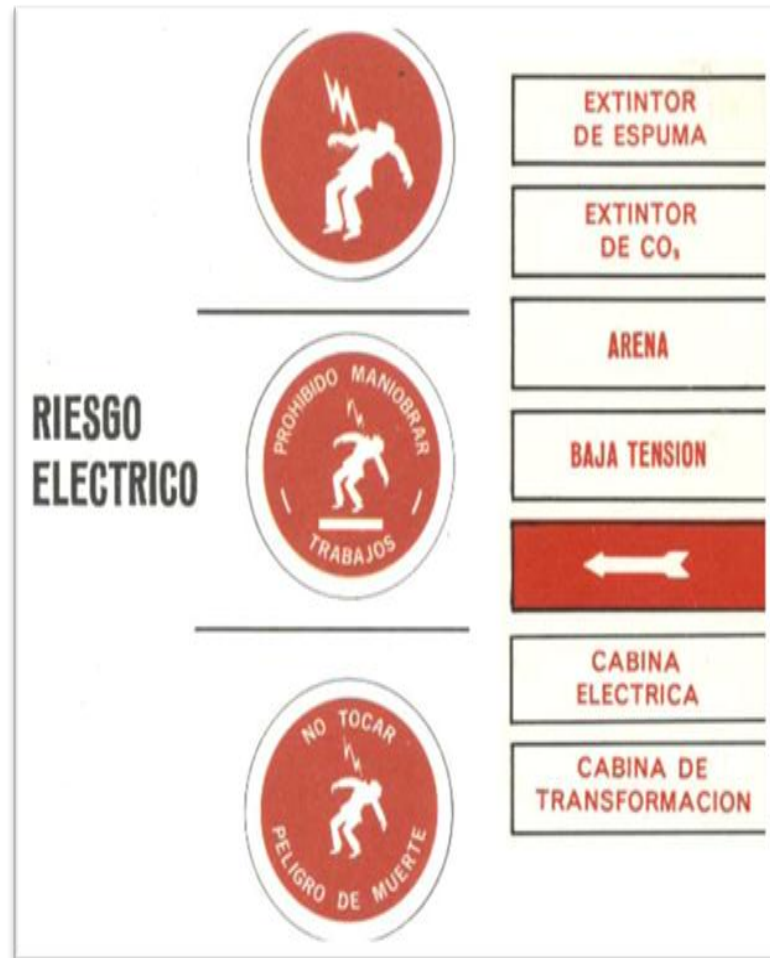 RIESGO
ELECTRICO
PROHIBIDO MANIOBRAR
TRABAJOS
NO TOCAR
PELIGRO DE MUERTE
EXTINTOR
DE ESPUMA
EXTINTOR
DE CO₂
ARENA
BAJA TENSION
CABINA
ELECTRICA
CABINA DE
TRANSFORMACION